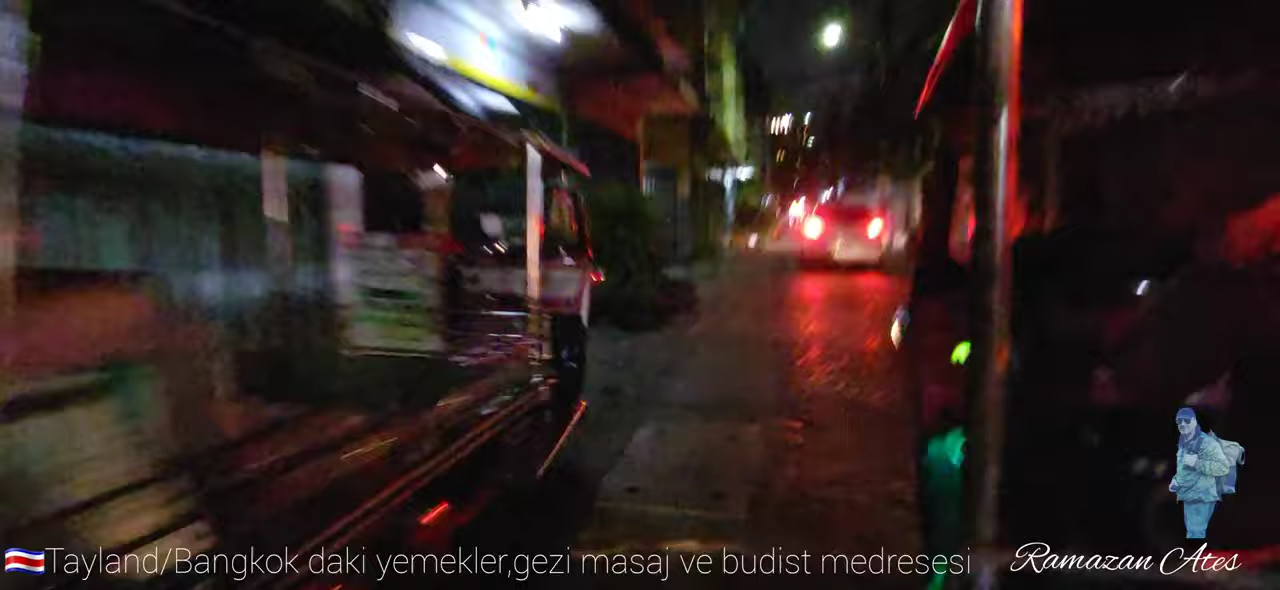 🇹🇭Tayland/Bangkok daki yemekler,gezi masaj ve budist medresesi
Ramazan Ates